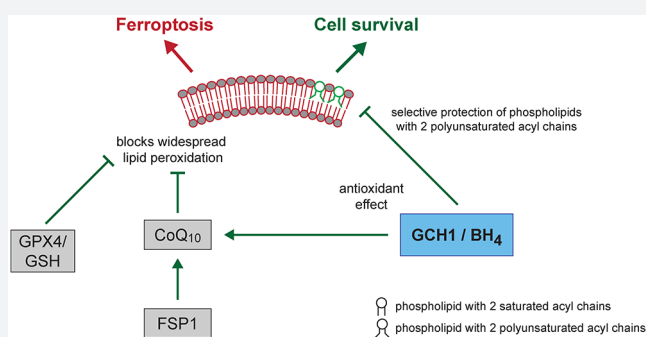 Ferroptosis
Cell survival
selective protection of phospholipids
with 2 polyunsaturated acyl chains
blocks widespread
lipid peroxidation
antioxidant
effect
GPX4/
GSH
CoQ₁₀
GCH1 / BH₄
FSP1
phospholipid with 2 saturated acyl chains
phospholipid with 2 polyunsaturated acyl chains